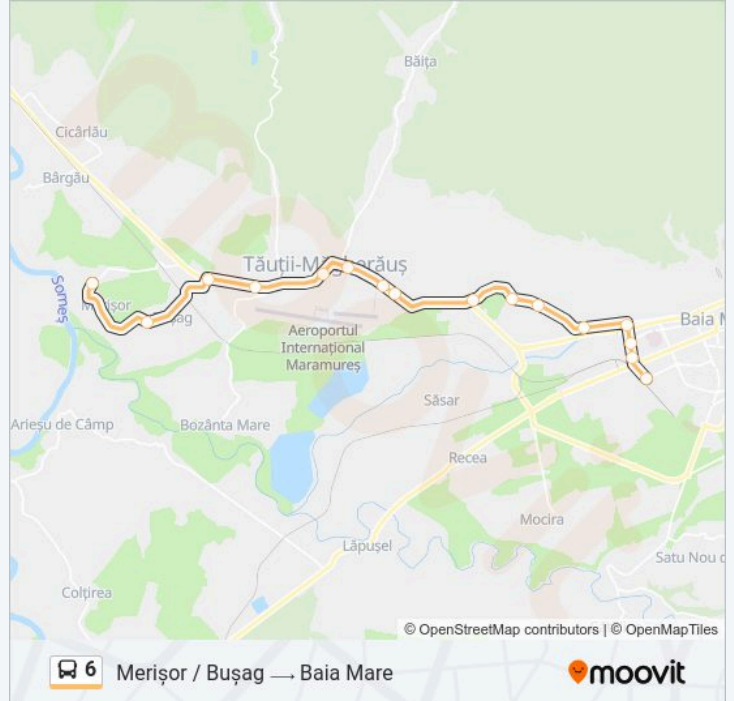 Băița
Cicârlău
Bârgău
Tăuții-Măgherăuș
Someș
Aeroportul
Internațional
Maramureș
Baia M
Arieșu de Câmp
Bozânta Mare
Săsar
Recea
Mocira
Lăpușel
Satu Nou d
Colțirea
© OpenStreetMap contributors | © OpenMapTiles
6 Merișor / Bușag → Baia Mare
moovit